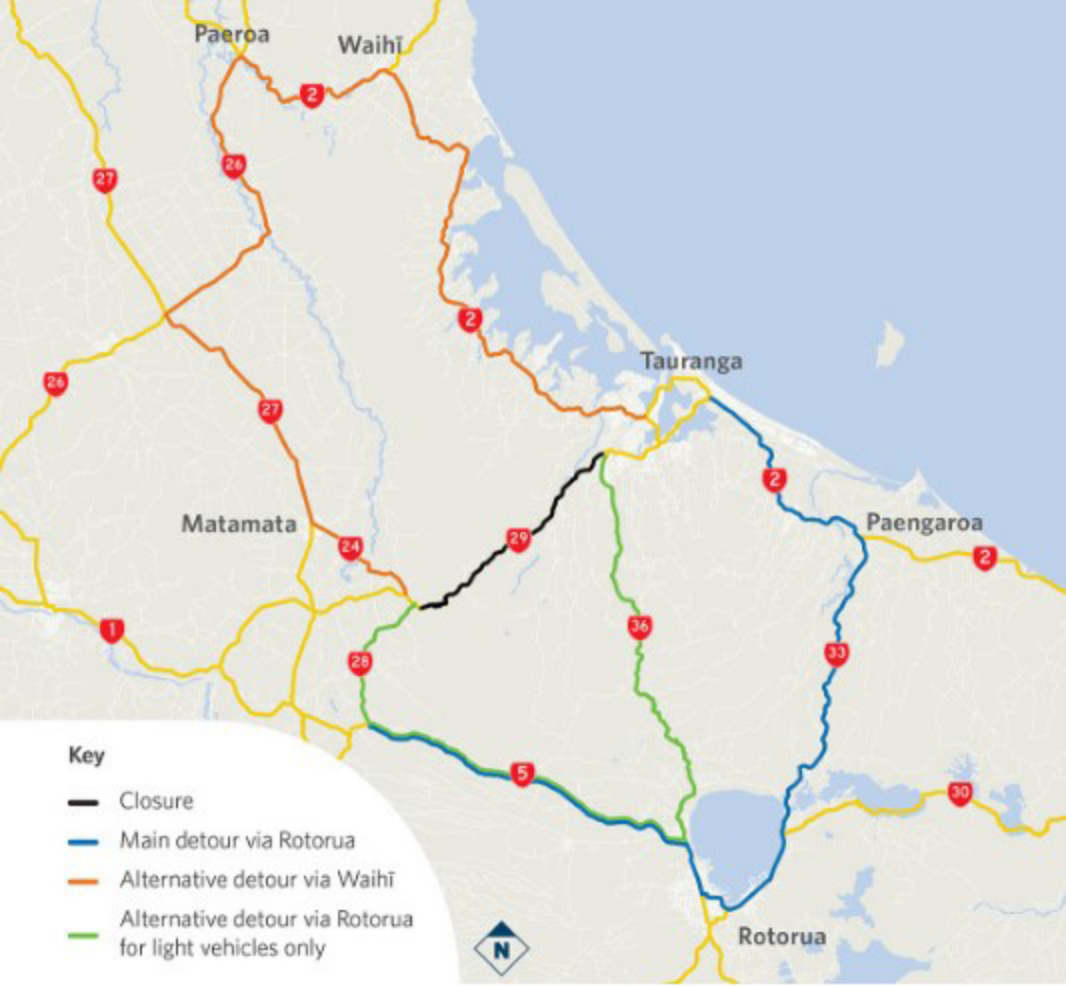 Paeroa
Waihī
2
26
27
2
Tauranga
26
27
2
Matamata
24
29
Paengaroa
2
1
36
33
28
5
30
Key
Closure
Main detour via Rotorua
Alternative detour via Waihī
Alternative detour via Rotorua
for light vehicles only
N
Rotorua